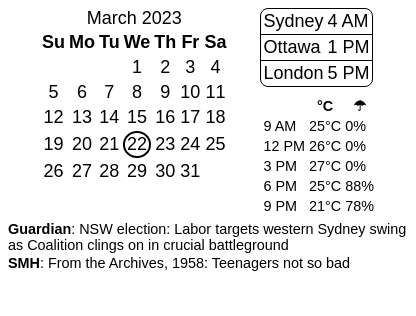 March 2023
Su Mo Tu We Th Fr Sa
1 2 3 4
5 6 7 8 9 10 11
12 13 14 15 16 17 18
19 20 21 22 23 24 25
26 27 28 29 30 31
Sydney 4 AM
Ottawa 1 PM
London 5 PM
°C ☂
9 AM 25°C 0%
12 PM 26°C 0%
3 PM 27°C 0%
6 PM 25°C 88%
9 PM 21°C 78%
Guardian: NSW election: Labor targets western Sydney swing
as Coalition clings on in crucial battleground
SMH: From the Archives, 1958: Teenagers not so bad